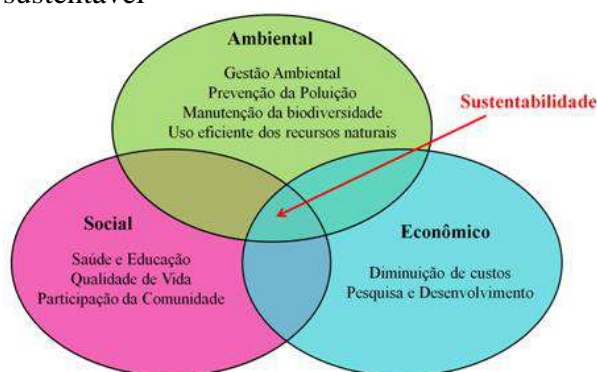 sustentável
Ambiental
Gestão Ambiental
Prevenção da Poluição
Manutenção da biodiversidade
Uso eficiente dos recursos naturais
Sustentabilidade
Social
Saúde e Educação
Qualidade de Vida
Participação da Comunidade
Econômico
Diminuição de custos
Pesquisa e Desenvolvimento